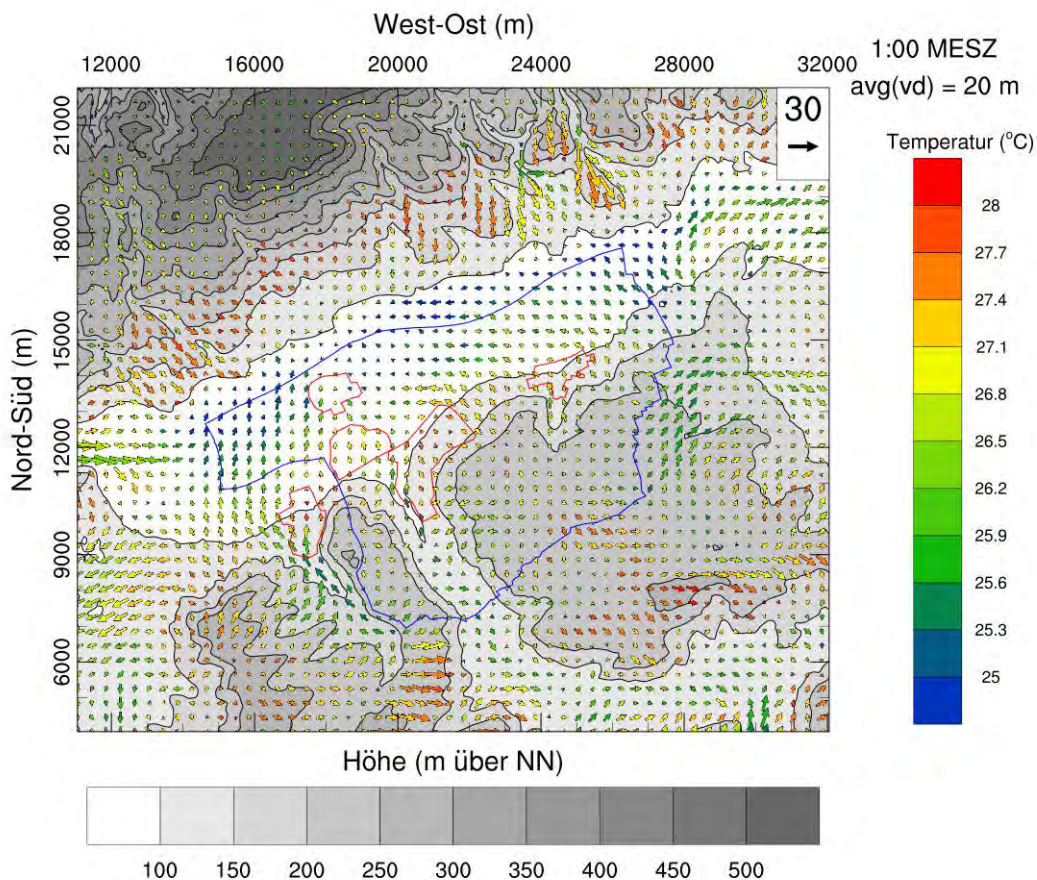 West-Ost (m)
12000 16000 20000 24000 28000 32000
1:00 MESZ
avg(vd) = 20 m
30
Nord-Süd (m)
21000
18000
15000
12000
9000
6000
Temperatur (°C)
28
27.7
27.4
27.1
26.8
26.5
26.2
25.9
25.6
25.3
25
Höhe (m über NN)
100 150 200 250 300 350 400 450 500